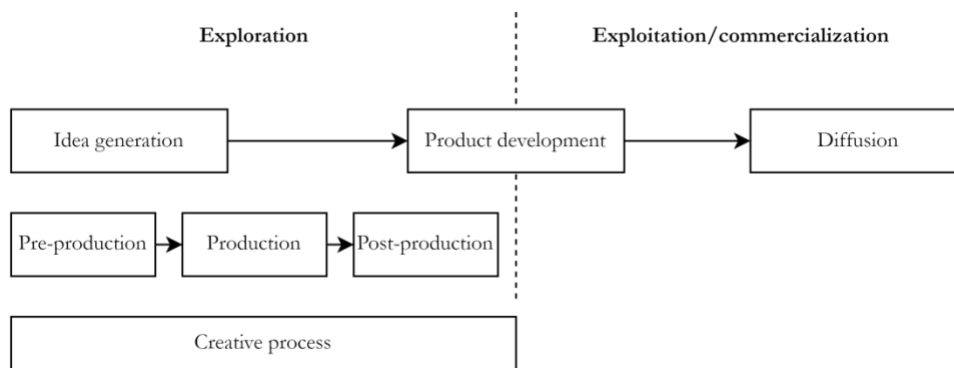 Exploration
Exploitation/commercialization
Idea generation
Product development
Diffusion
Pre-production
Production
Post-production
Creative process